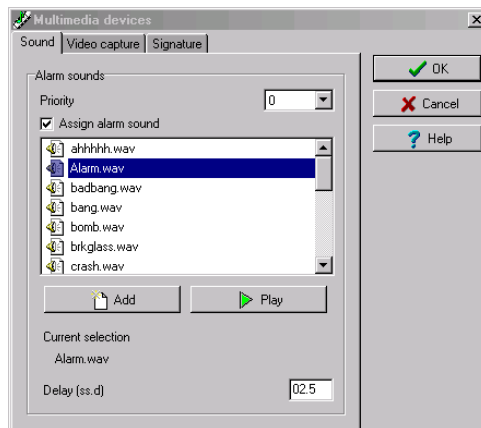 Multimedia devices
Sound Video capture Signature
Alarm sounds
Priority 0
Assign alarm sound
ahhhhh.wav
Alarm.wav
badbang.wav
bang.wav
bomb.wav
brkglass.wav
crash.wav
Add Play
Current selection
Alarm.wav
Delay (ss.d) 02.5
OK
Cancel
Help